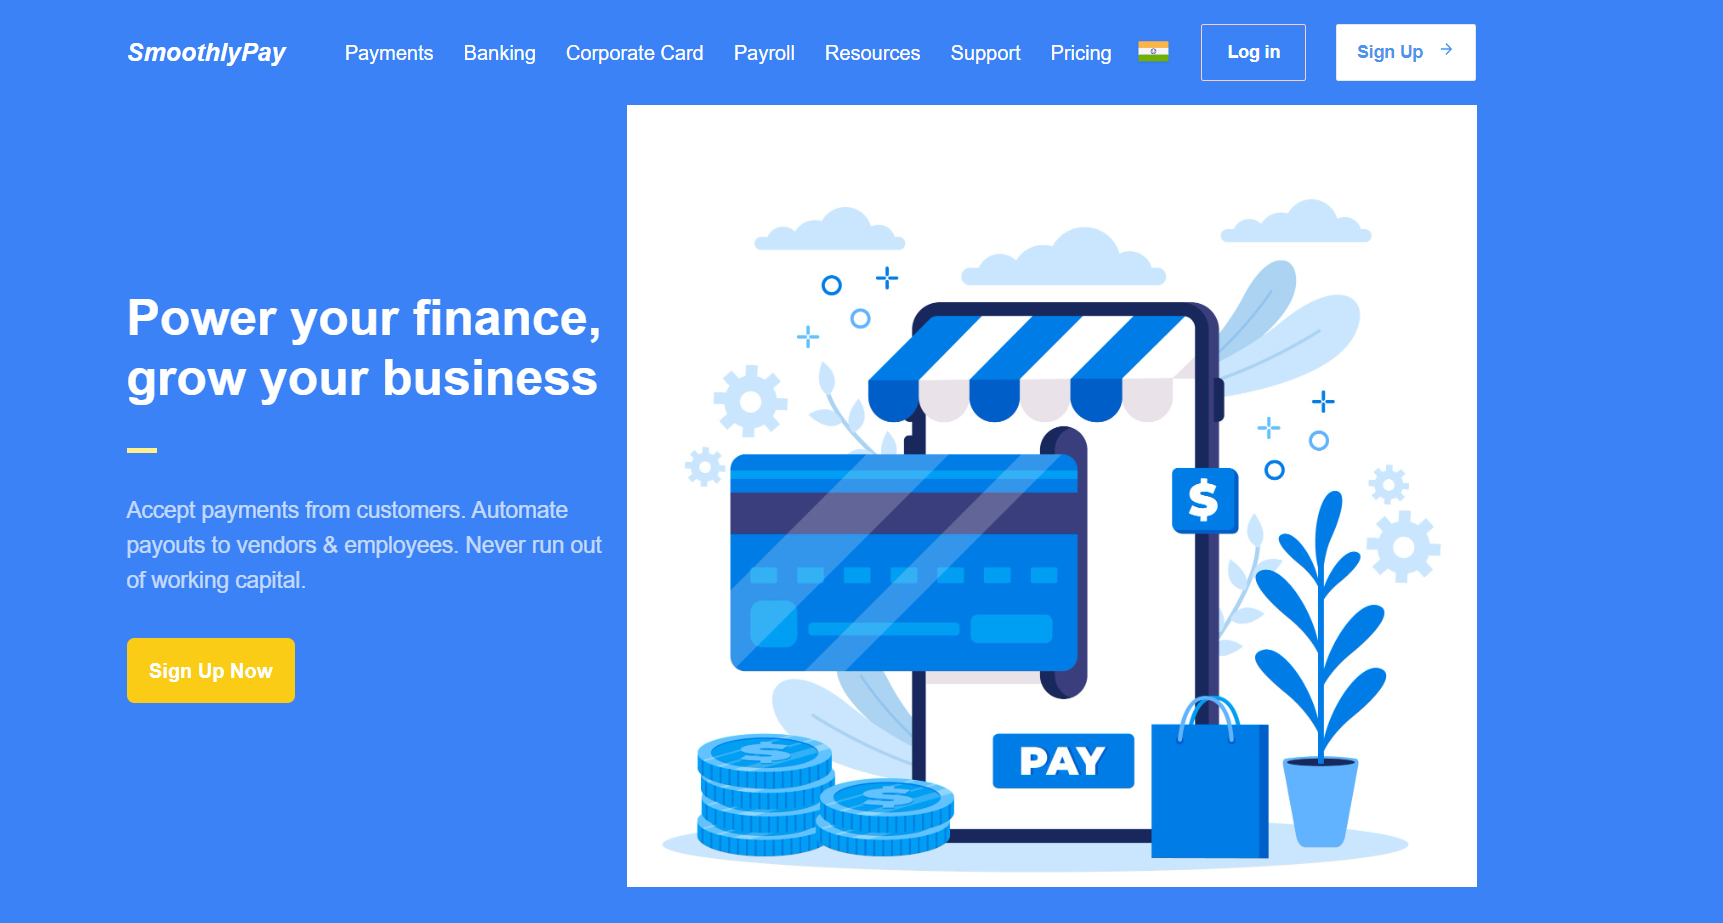 SmoothlyPay
Payments Banking Corporate Card Payroll Resources Support Pricing
Log in
Sign Up
Power your finance,
grow your business
Accept payments from customers. Automate
payouts to vendors & employees. Never run out
of working capital.
Sign Up Now
$
PAY
$
$